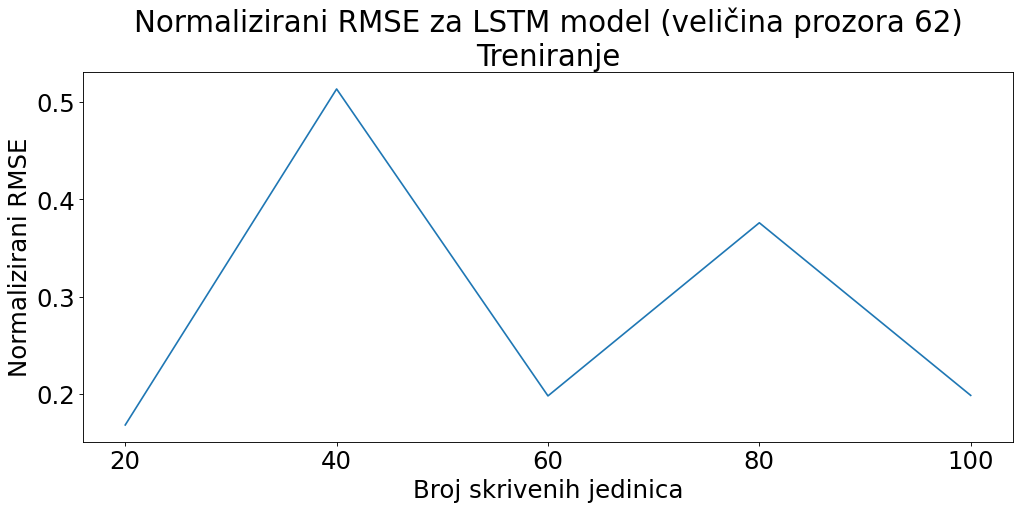 Normalizirani RMSE za LSTM model (veličina prozora 62)
Treniranje
Normalizirani RMSE
0.5
0.4
0.3
0.2
20 40 60 80 100
Broj skrivenih jedinica